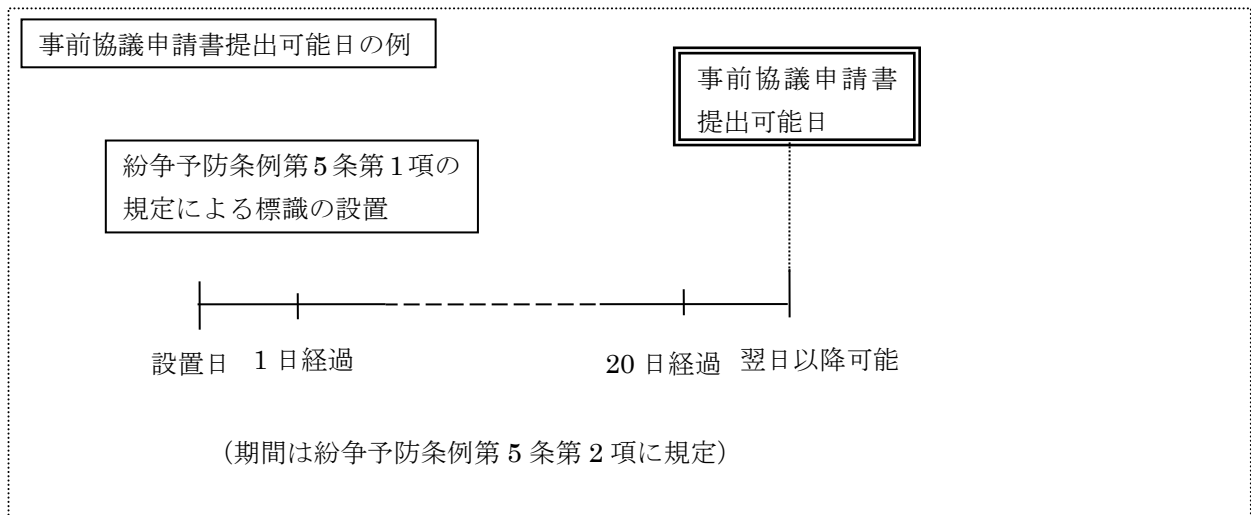 事前協議申請書提出可能日の例
事前協議申請書
提出可能日
紛争予防条例第5条第1項の
規定による標識の設置
設置日 1日経過 20日経過 翌日以降可能
(期間は紛争予防条例第5条第2項に規定)